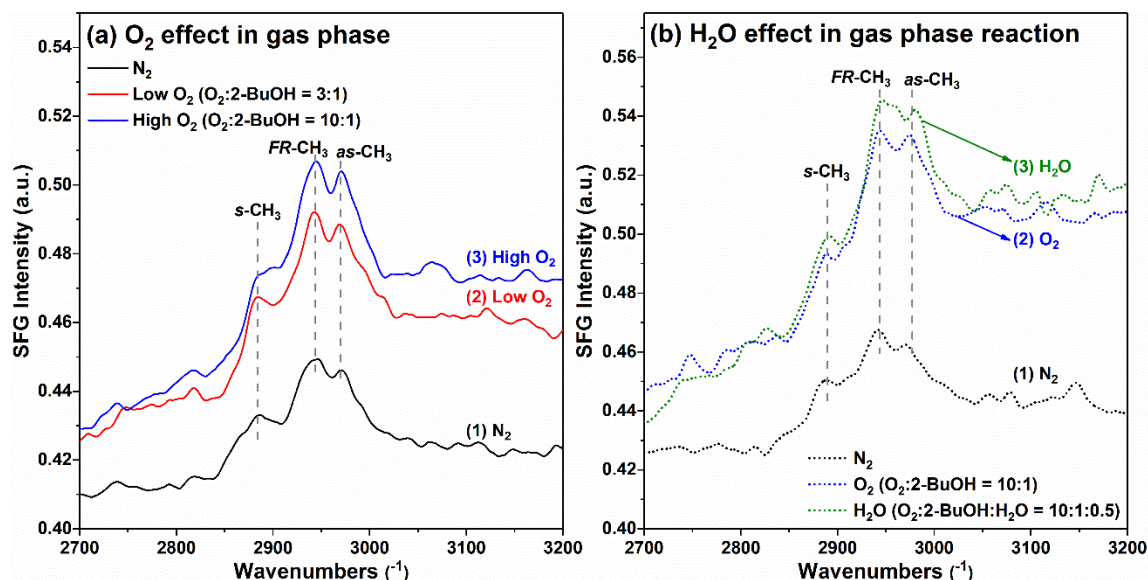 (a) O₂ effect in gas phase
N₂
Low O₂ (O₂:2-BuOH = 3:1)
High O₂ (O₂:2-BuOH = 10:1)
FR-CH₃
as-CH₃
s-CH₃
(3) High O₂
(2) Low O₂
(1) N₂
SFG Intensity (a.u.)
0.54
0.52
0.50
0.48
0.46
0.44
0.42
0.40
2700 2800 2900 3000 3100 3200
Wavenumbers (⁻¹)
(b) H₂O effect in gas phase reaction
FR-CH₃
as-CH₃
s-CH₃
(3) H₂O
(2) O₂
(1) N₂
N₂
O₂ (O₂:2-BuOH = 10:1)
H₂O (O₂:2-BuOH:H₂O = 10:1:0.5)
SFG Intensity (a.u.)
0.56
0.54
0.52
0.50
0.48
0.46
0.44
0.42
0.40
2700 2800 2900 3000 3100 3200
Wavenumbers (⁻¹)